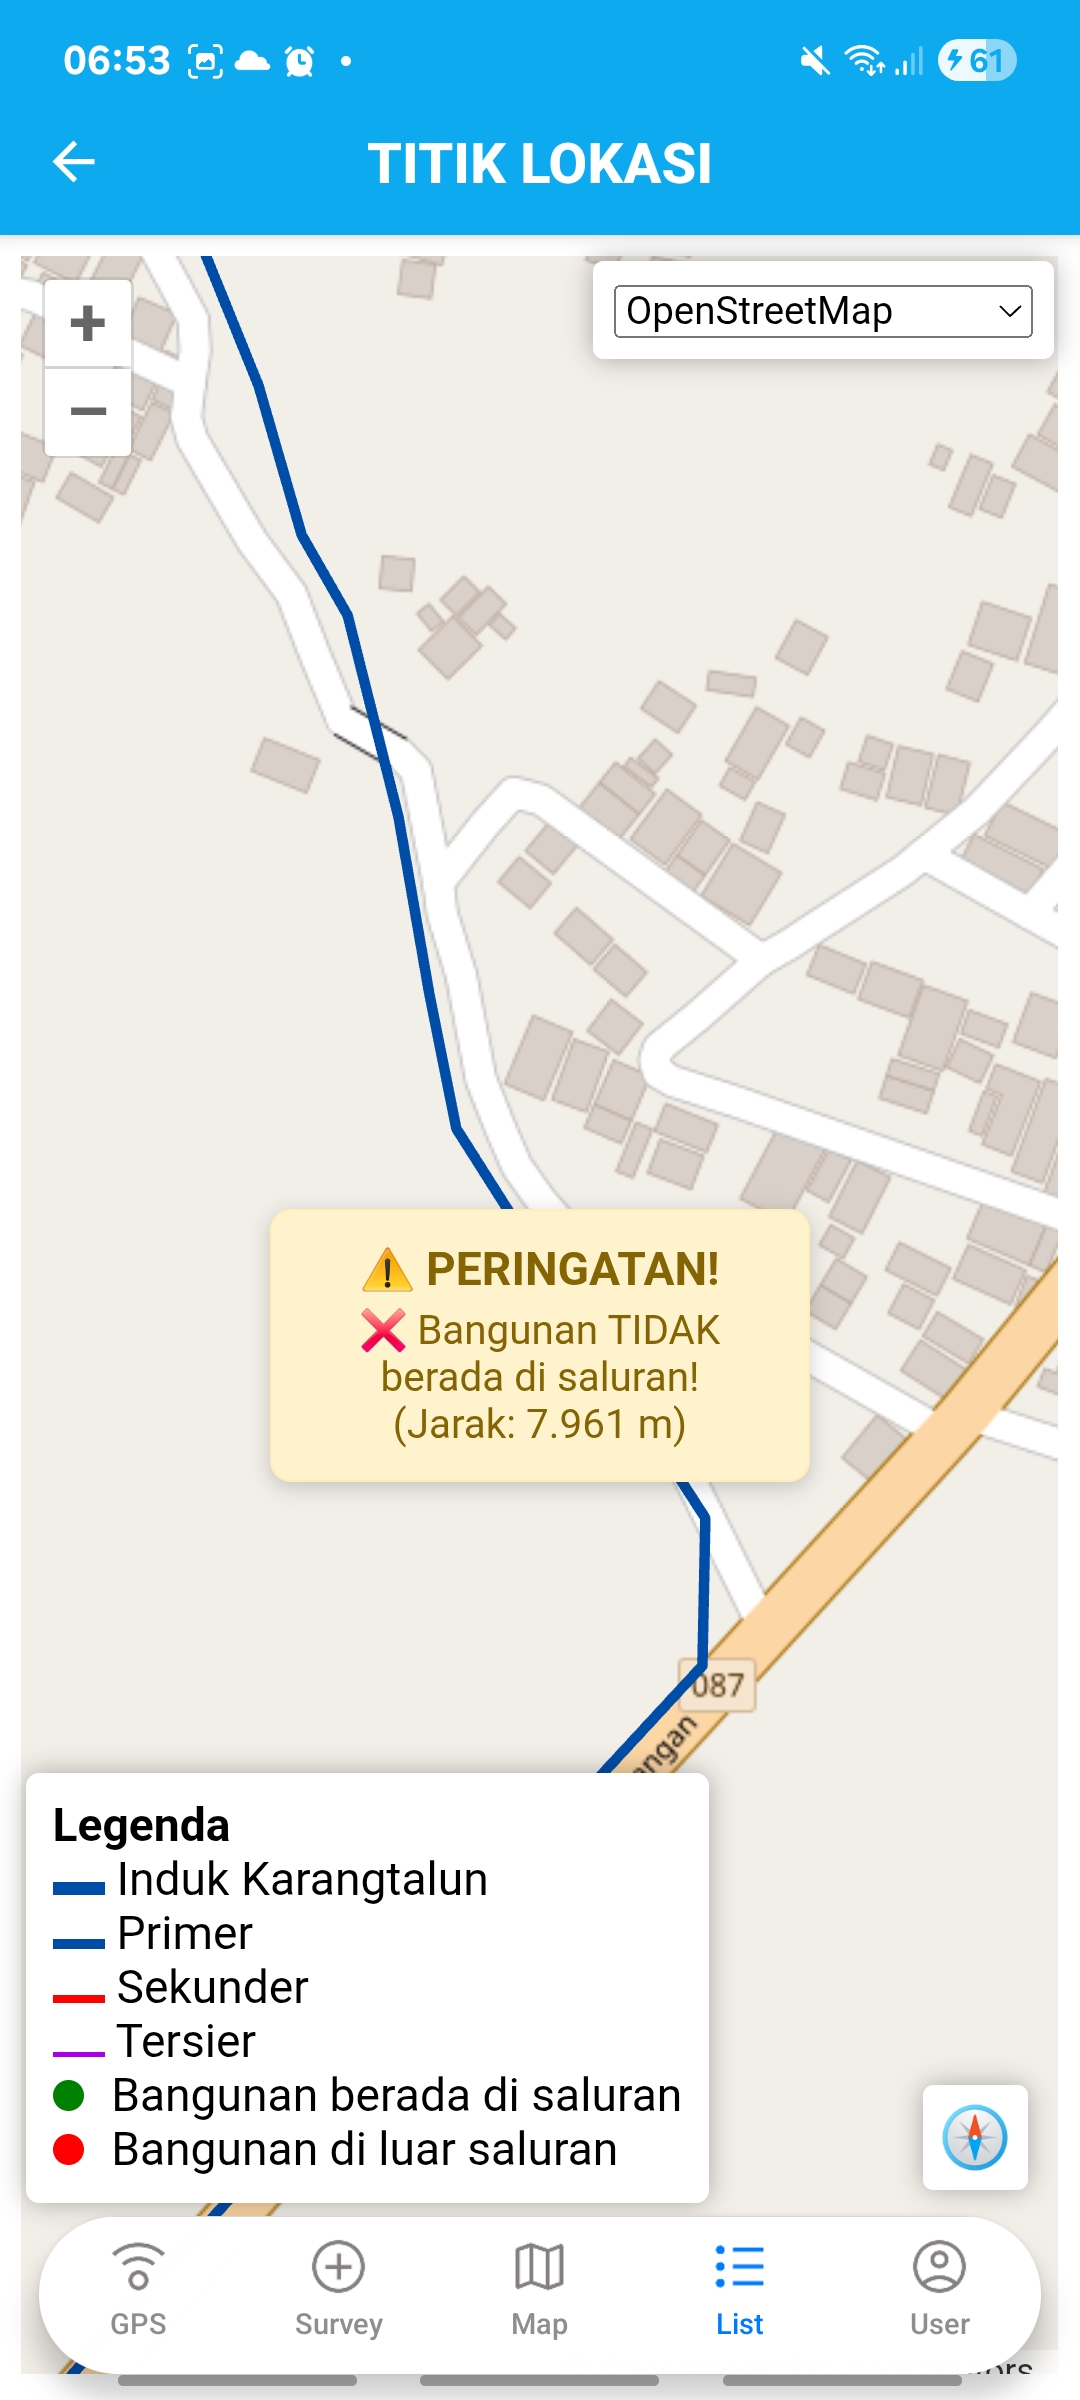 06:53
61
TITIK LOKASI
+
OpenStreetMap
−
⚠️ PERINGATAN!
❌ Bangunan TIDAK
berada di saluran!
(Jarak: 7.961 m)
087
Legenda
Induk Karangtalun
Primer
Sekunder
Tersier
Bangunan berada di saluran
Bangunan di luar saluran
GPS
Survey
Map
List
User